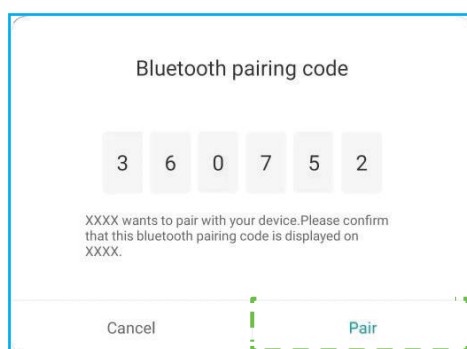 Bluetooth pairing code
3 6 0 7 5 2
XXXX wants to pair with your device.Please confirm
that this bluetooth pairing code is displayed on
XXXX.
Cancel Pair